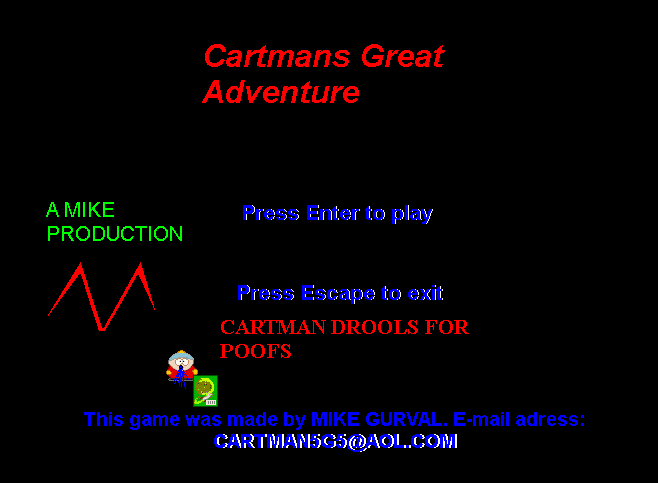 Cartmans Great
Adventure
A MIKE
PRODUCTION
Press Enter to play
Press Escape to exit
CARTMAN DROOLS FOR
POOFS
This game was made by MIKE GURVAL. E-mail adress:
CARTMAN5G5@AOL.COM